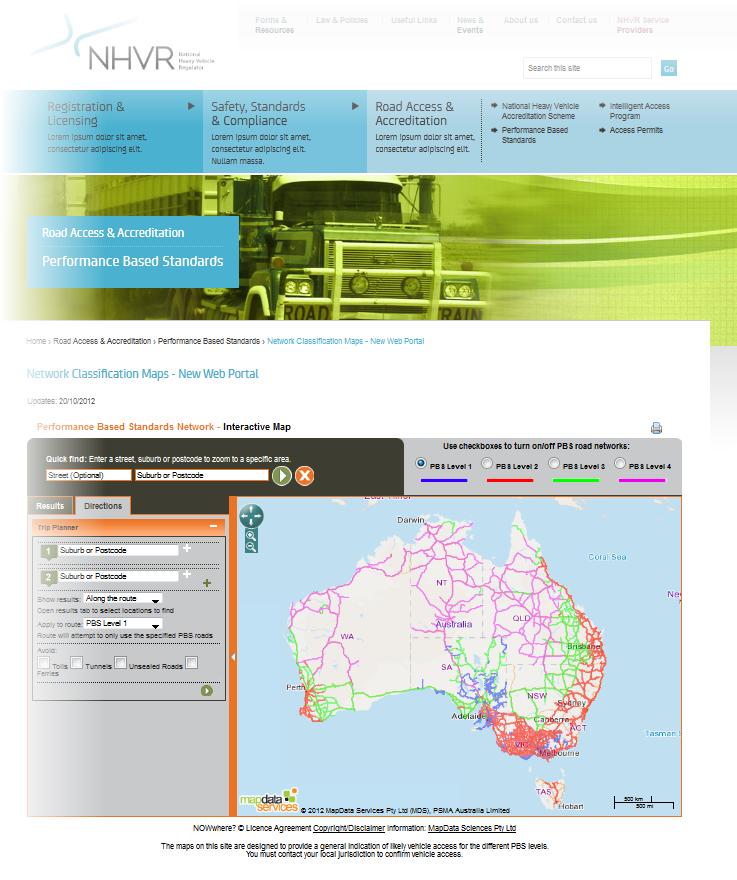 Forms &
Resources
Law & Policies
Useful Links
News &
Events
About us
Contact us
NHVR Service
Providers
NHVR
National
Heavy Vehicle
Regulator
Search this site
Go
Registration &
Licensing
Lorem ipsum dolor sit amet,
consectetur adipiscing elit.
Safety, Standards
& Compliance
Lorem ipsum dolor sit amet,
consectetur adipiscing elit.
Nullam massa.
Road Access &
Accreditation
Lorem ipsum dolor sit amet,
consectetur adipiscing elit.
National Heavy Vehicle
Accreditation Scheme
Performance Based
Standards
Intelligent Access
Program
Access Permits
Road Access & Accreditation
Performance Based Standards
ROAD TRAIN
Home › Road Access & Accreditation › Performance Based Standards › Network Classification Maps - New Web Portal
Network Classification Maps - New Web Portal
Updates: 20/10/2012
Performance Based Standards Network - Interactive Map
Quick find: Enter a street, suburb or postcode to zoom to a specific area.
Street (Optional)
Suburb or Postcode
Use checkboxes to turn on/off PBS road networks:
PBS Level 1
PBS Level 2
PBS Level 3
PBS Level 4
Results
Directions
Trip Planner
1 Suburb or Postcode
2 Suburb or Postcode
Show results: Along the route
Open results tab to select locations to find
Apply to route: PBS Level 1
Route will attempt to only use the specified PBS roads
Avoid:
Tolls
Tunnels
Unsealed Roads
Ferries
East Timor
Darwin
Coral Sea
NT
QLD
Australia
WA
Brisbane
SA
Perth
NSW
Sydney
Adelaide
Canberra
ACT
VIC
Melbourne
Tasman S
TAS
Hobart
500 km
500 mi
mapdata
services
© 2012 MapData Services Pty Ltd (MDS), PSMA Australia Limited
NOWwhere? © Licence Agreement Copyright/Disclaimer Information: MapData Sciences Pty Ltd
The maps on this site are designed to provide a general indication of likely vehicle access for the different PBS levels.
You must contact your local jurisdiction to confirm vehicle access.